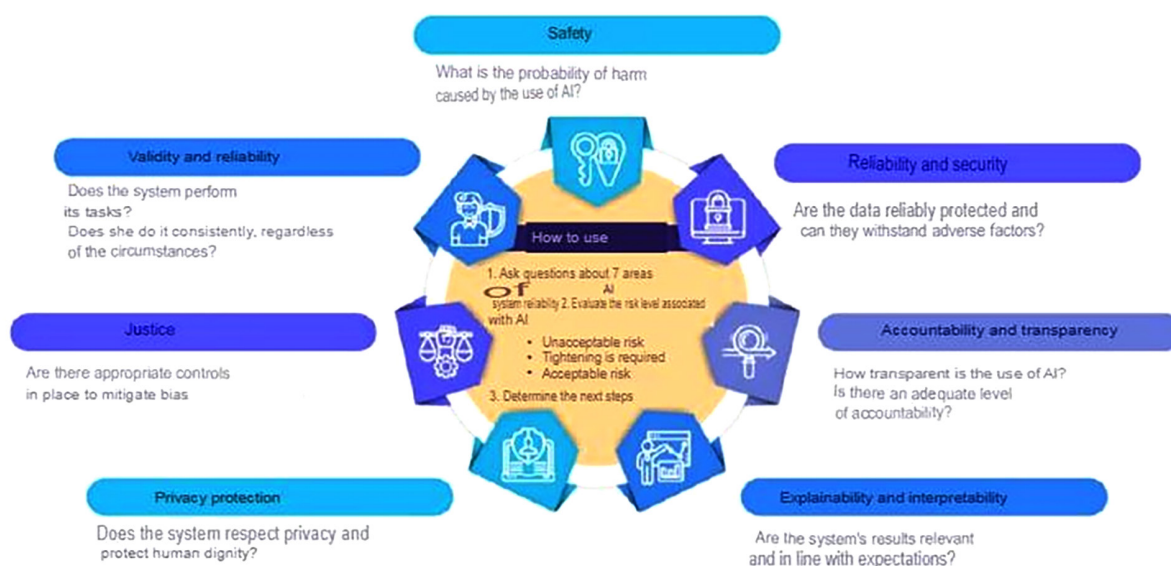 Safety
What is the probability of harm
caused by the use of AI?
Validity and reliability
Does the system perform
its tasks?
Does she do it consistently, regardless
of the circumstances?
Reliability and security
Are the data reliably protected and
can they withstand adverse factors?
How to use
1. Ask questions about 7 areas
of AI
system reliablity 2. Evaluate the risk level associated
with AI
• Unacceptable risk
• Tightening is required
• Acceptable risk
3. Determine the next steps
Justice
Are there appropriate controls
in place to mitigate bias
Accountability and transparency
How transparent is the use of AI?
Is there an adequate level
of accountability?
Privacy protection
Does the system respect privacy and
protect human dignity?
Explainability and interpretability
Are the system's results relevant
and in line with expectations?